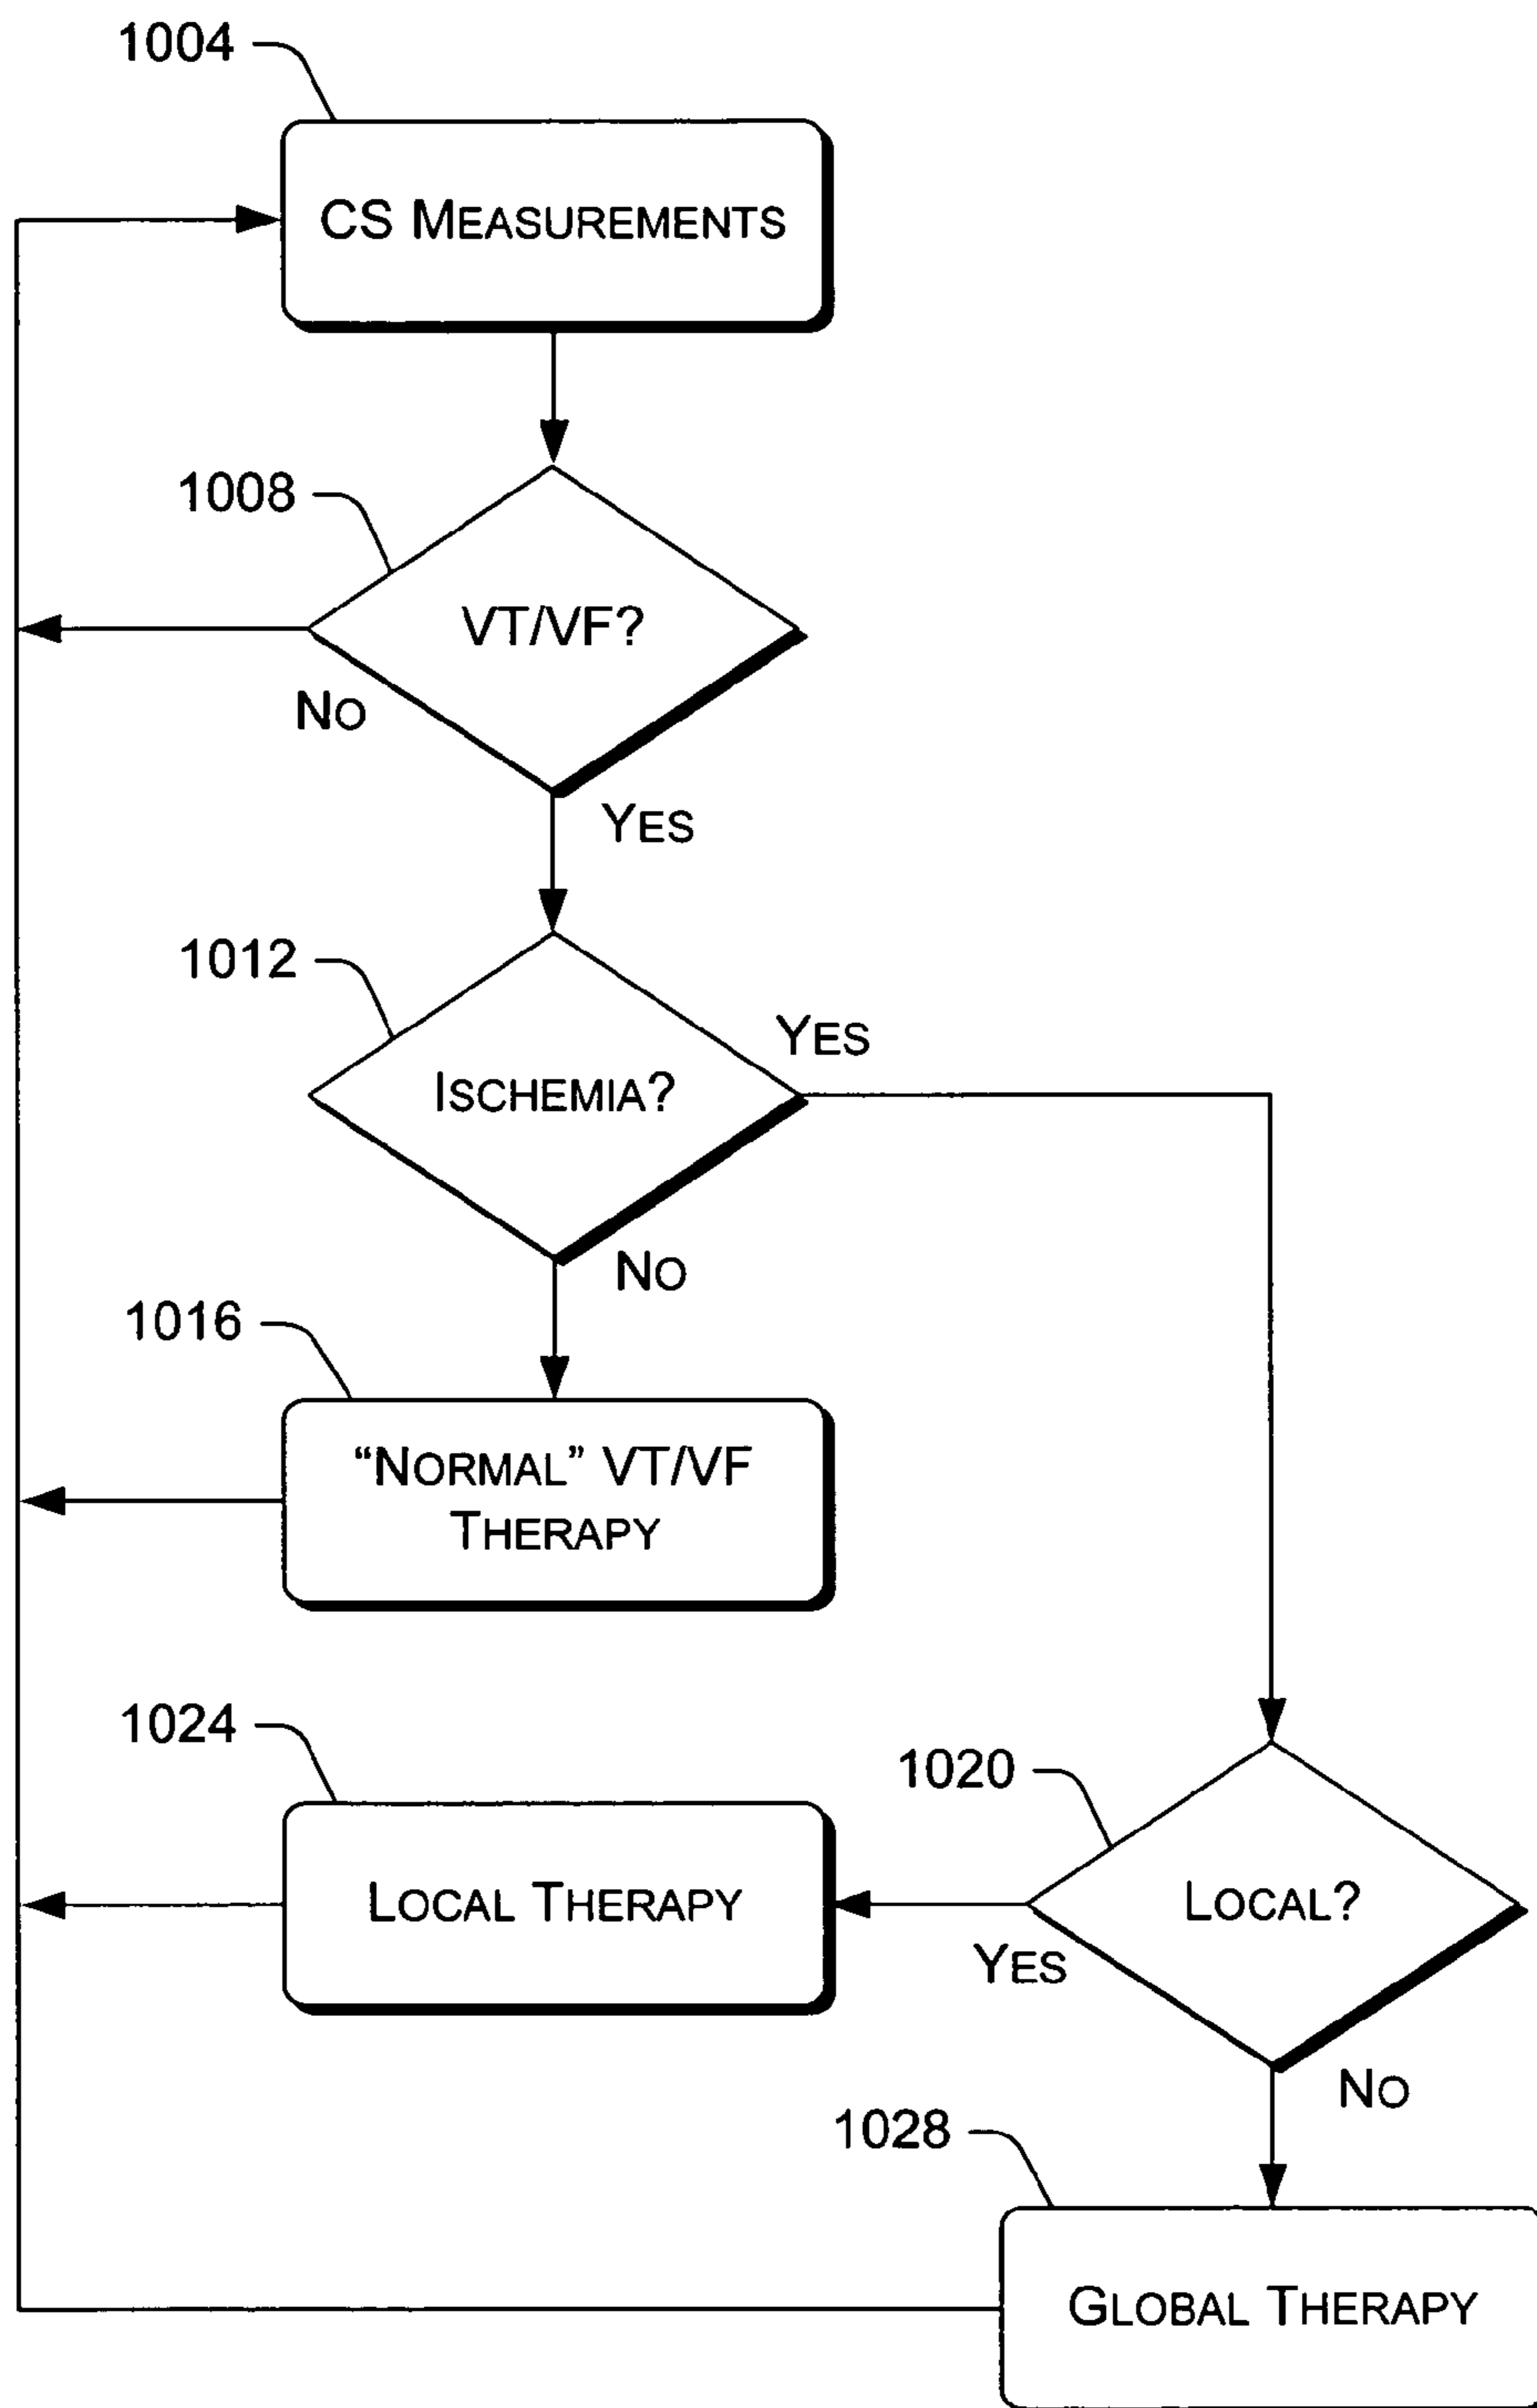 1004
CS MEASUREMENTS
1008
VT/VF?
NO
YES
1012
YES
ISCHEMIA?
NO
1016
“NORMAL” VT/VF
THERAPY
1024
1020
LOCAL THERAPY
LOCAL?
YES
NO
1028
GLOBAL THERAPY